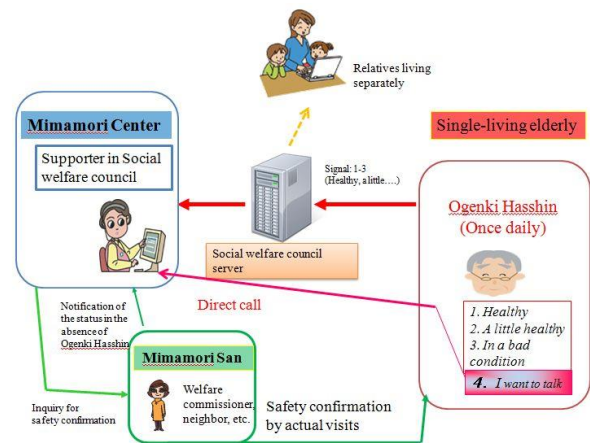 Relatives living
separately
Mimamori Center
Single-living elderly
Supporter in Social
welfare council
Signal: 1-3
(Healthy, a little....)
Ogenki Hasshin
(Once daily)
Social welfare council
server
Direct call
Notification of
the status in the
absence of
Ogenki Hasshin
1. Healthy
2. A little healthy
3. In a bad
condition
4. I want to talk
Mimamori San
Welfare
commissioner,
neighbor, etc.
Safety confirmation
by actual visits
Inquiry for
safety confirmation